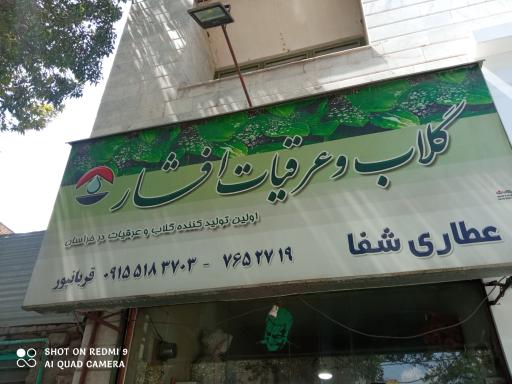 گلاب و عرقیات افشار
اولین تولید کننده گلاب و عرقیات در خراسان
عطاری شفا
۷۶۵۲۷۱۹ - ۰۹۱۵۵۱۸۳۷۰۳ قربانپور
SHOT ON REDMI 9
AI QUAD CAMERA